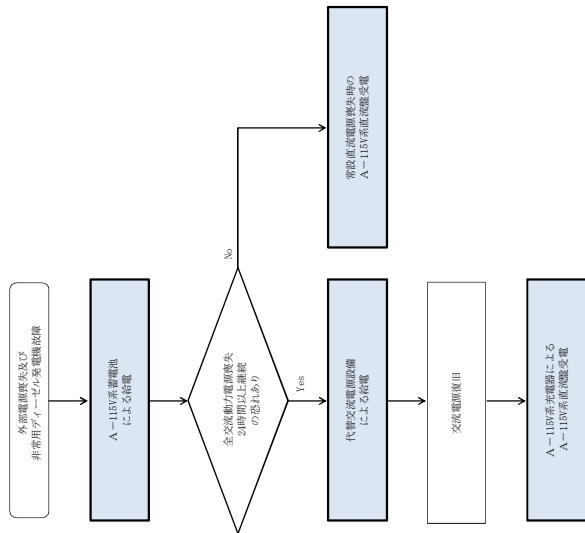 外部電源喪失及び
非常用ディーゼル発電機故障
A-115V系蓄電池
による給電
全交流動力電源喪失
24時間以上継続
の恐れあり
No
Yes
常設直流電源喪失時の
A-115V系直流盤受電
代替交流電源設備
による給電
交流電源復旧
A-115V系充電器による
A-115V系直流盤受電